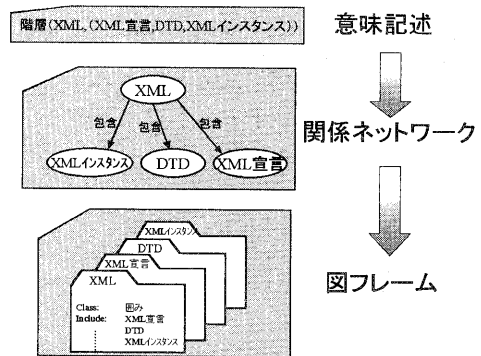 階層(XML,(XML宣言,DTD,XMLインスタンス))
意味記述
XML
包含
包含
包含
XMLインスタンス
DTD
XML宣言
関係ネットワーク
XMLインスタンス
DTD
XML宣言
XML
Class: 囲み
Include: XML宣言
DTD
XMLインスタンス
図フレーム